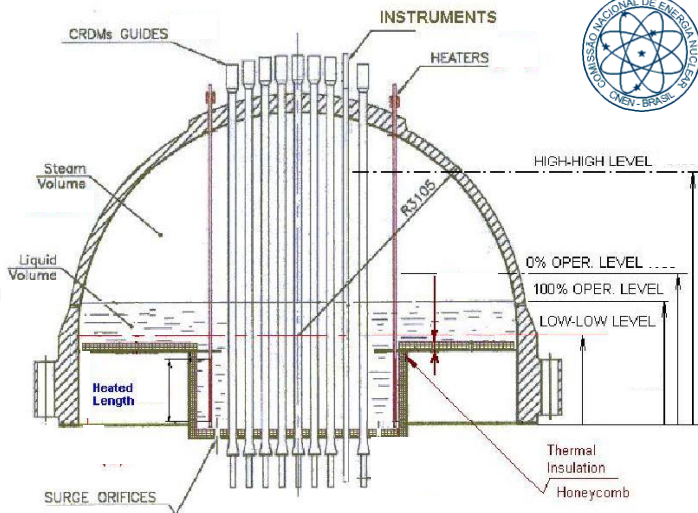 INSTRUMENTS
CRDMs GUIDES
HEATERS
COMISSÃO NACIONAL DE ENERGIA NUCLEAR
CNEN - BRASIL
HIGH-HIGH LEVEL
Steam
Volume
R3105
Liquid
Volume
0% OPER. LEVEL
100% OPER. LEVEL
LOW-LOW LEVEL
Heated
Length
Thermal
Insulation
Honeycomb
SURGE ORIFICES